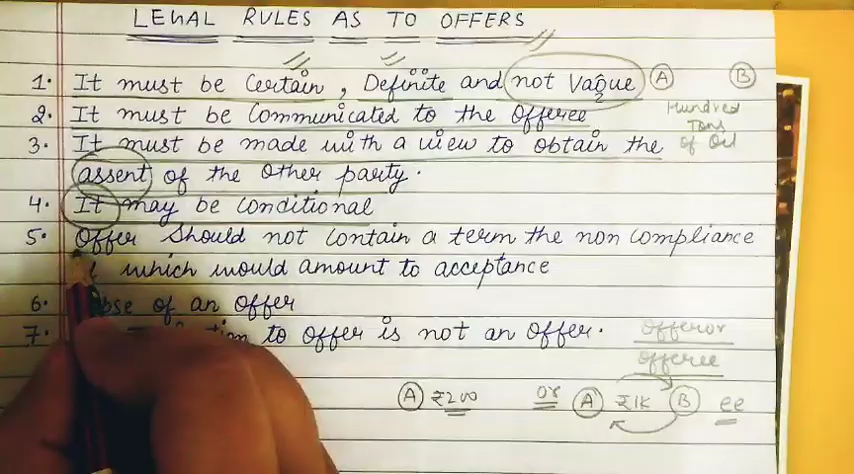 LEGAL RULES AS TO OFFERS
1. It must be Certain, Definite and not Vague (A) (B)
2. It must be Communicated to the Offeree
Hundred
Tons
of Oil
3. It must be made with a view to obtain the
assent of the Other party.
4. It may be Conditional
5. Offer Should not Contain a term the non Compliance
which would amount to acceptance
6. of an Offer
7. to Offer is not an Offer.
Offeror
Offeree
(A) ₹200 or (A) ₹1K (B) ee